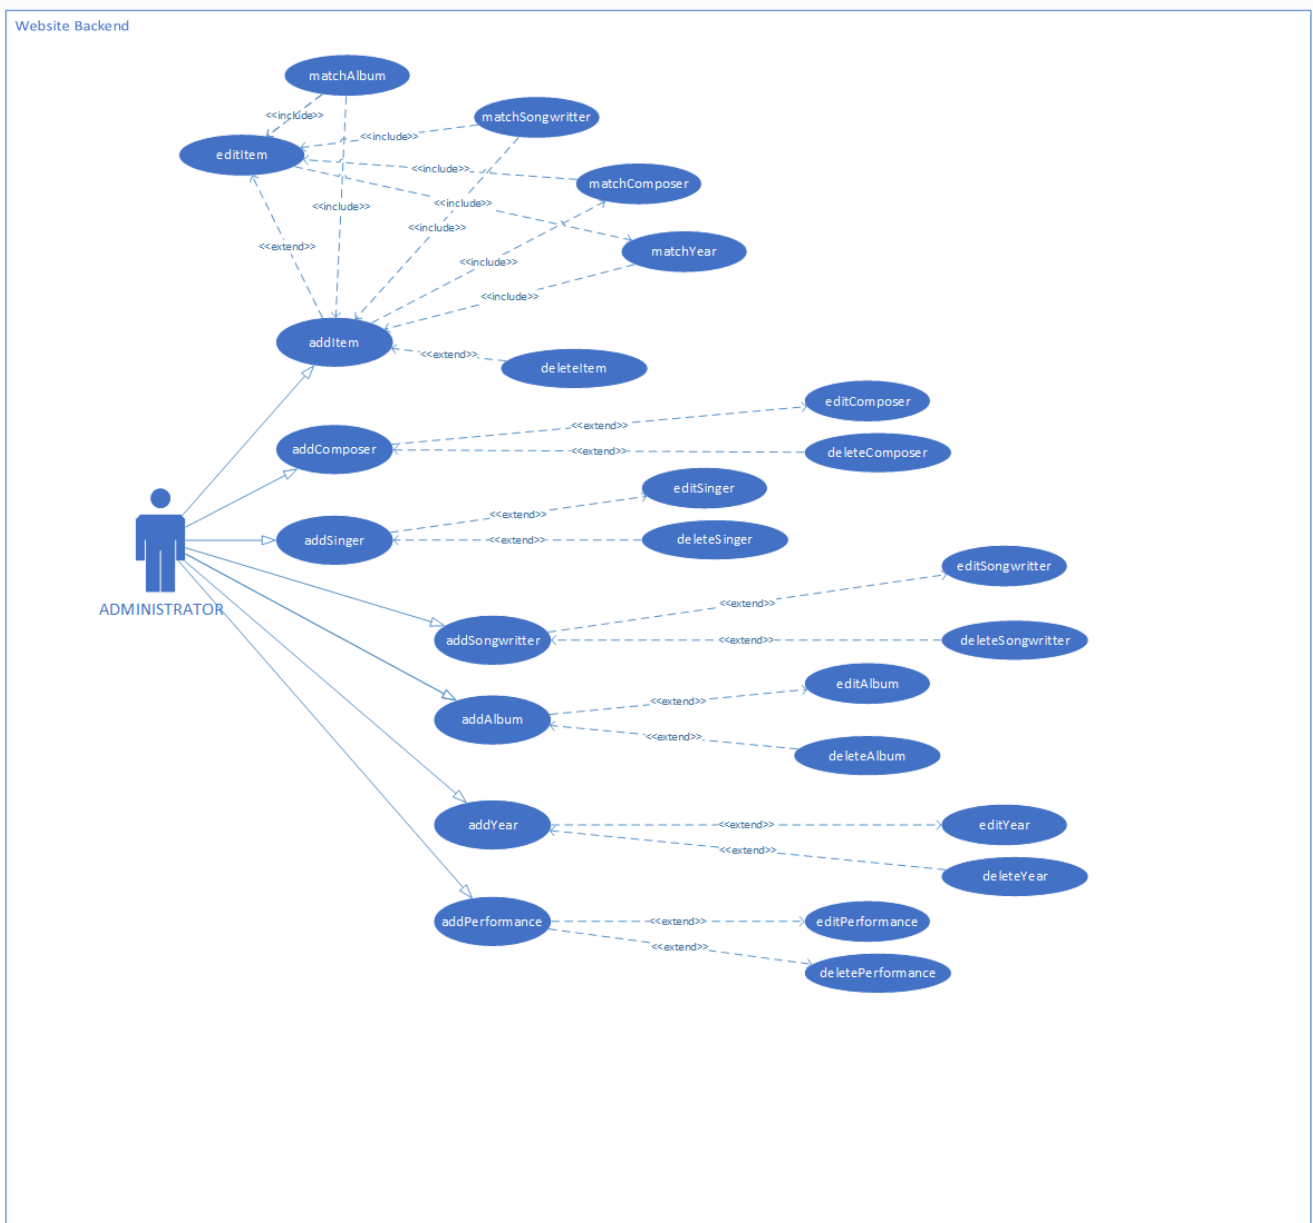 Website Backend
matchAlbum
<<include>>
matchSongwritter
<<include>>
editItem
<<include>>
matchComposer
<<include>>
<<include>>
<<include>>
<<extend>>
matchYear
<<include>>
<<include>>
addItem
<<extend>>
deleteItem
editComposer
<<extend>>
addComposer
<<extend>>
deleteComposer
editSinger
<<extend>>
addSinger
<<extend>>
deleteSinger
editSongwritter
<<extend>>
ADMINISTRATOR
addSongwritter
<<extend>>
deleteSongwritter
editAlbum
<<extend>>
addAlbum
<<extend>>
deleteAlbum
addYear
<<extend>>
editYear
<<extend>>
deleteYear
addPerformance
<<extend>>
editPerformance
<<extend>>
deletePerformance